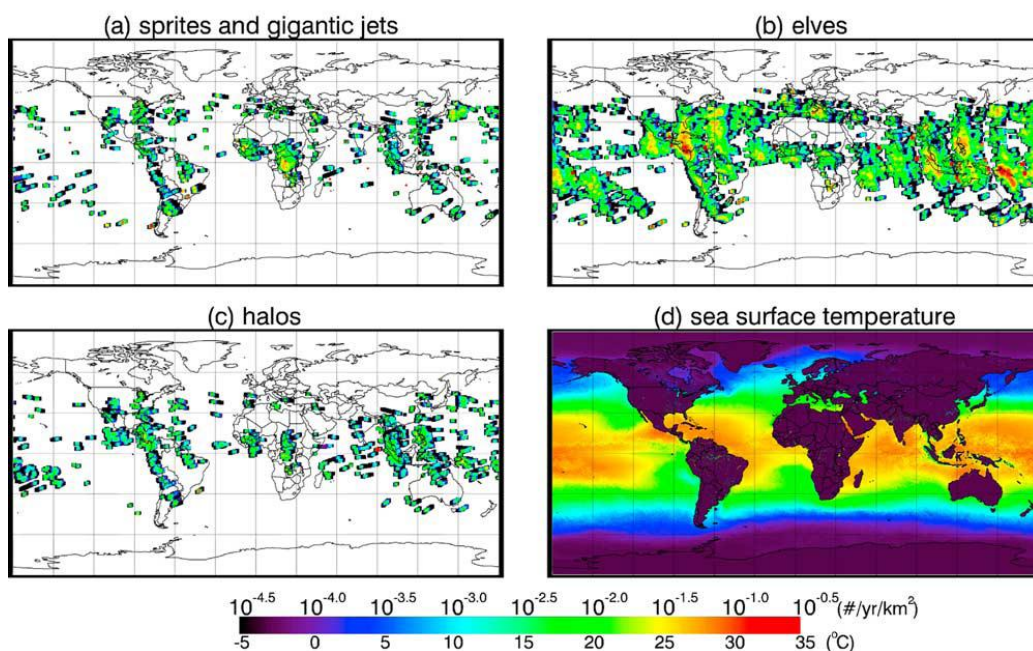 (a) sprites and gigantic jets
(b) elves
(c) halos
(d) sea surface temperature
10^-4.5 10^-4.0 10^-3.5 10^-3.0 10^-2.5 10^-2.0 10^-1.5 10^-1.0 10^-0.5 (#/yr/km²)
-5 0 5 10 15 20 25 30 35 (°C)